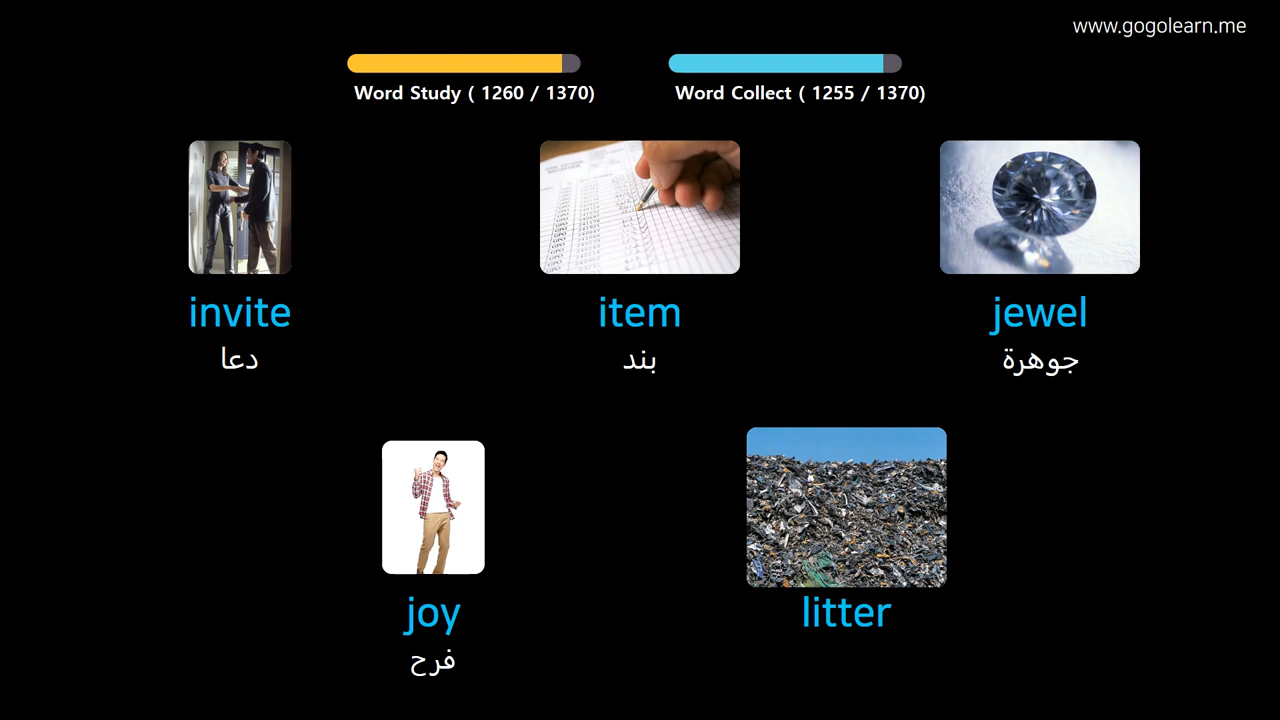 www.gogolearn.me
Word Study ( 1260 / 1370)
Word Collect ( 1255 / 1370)
invite
دعا
item
بند
jewel
جوهرة
joy
فرح
litter